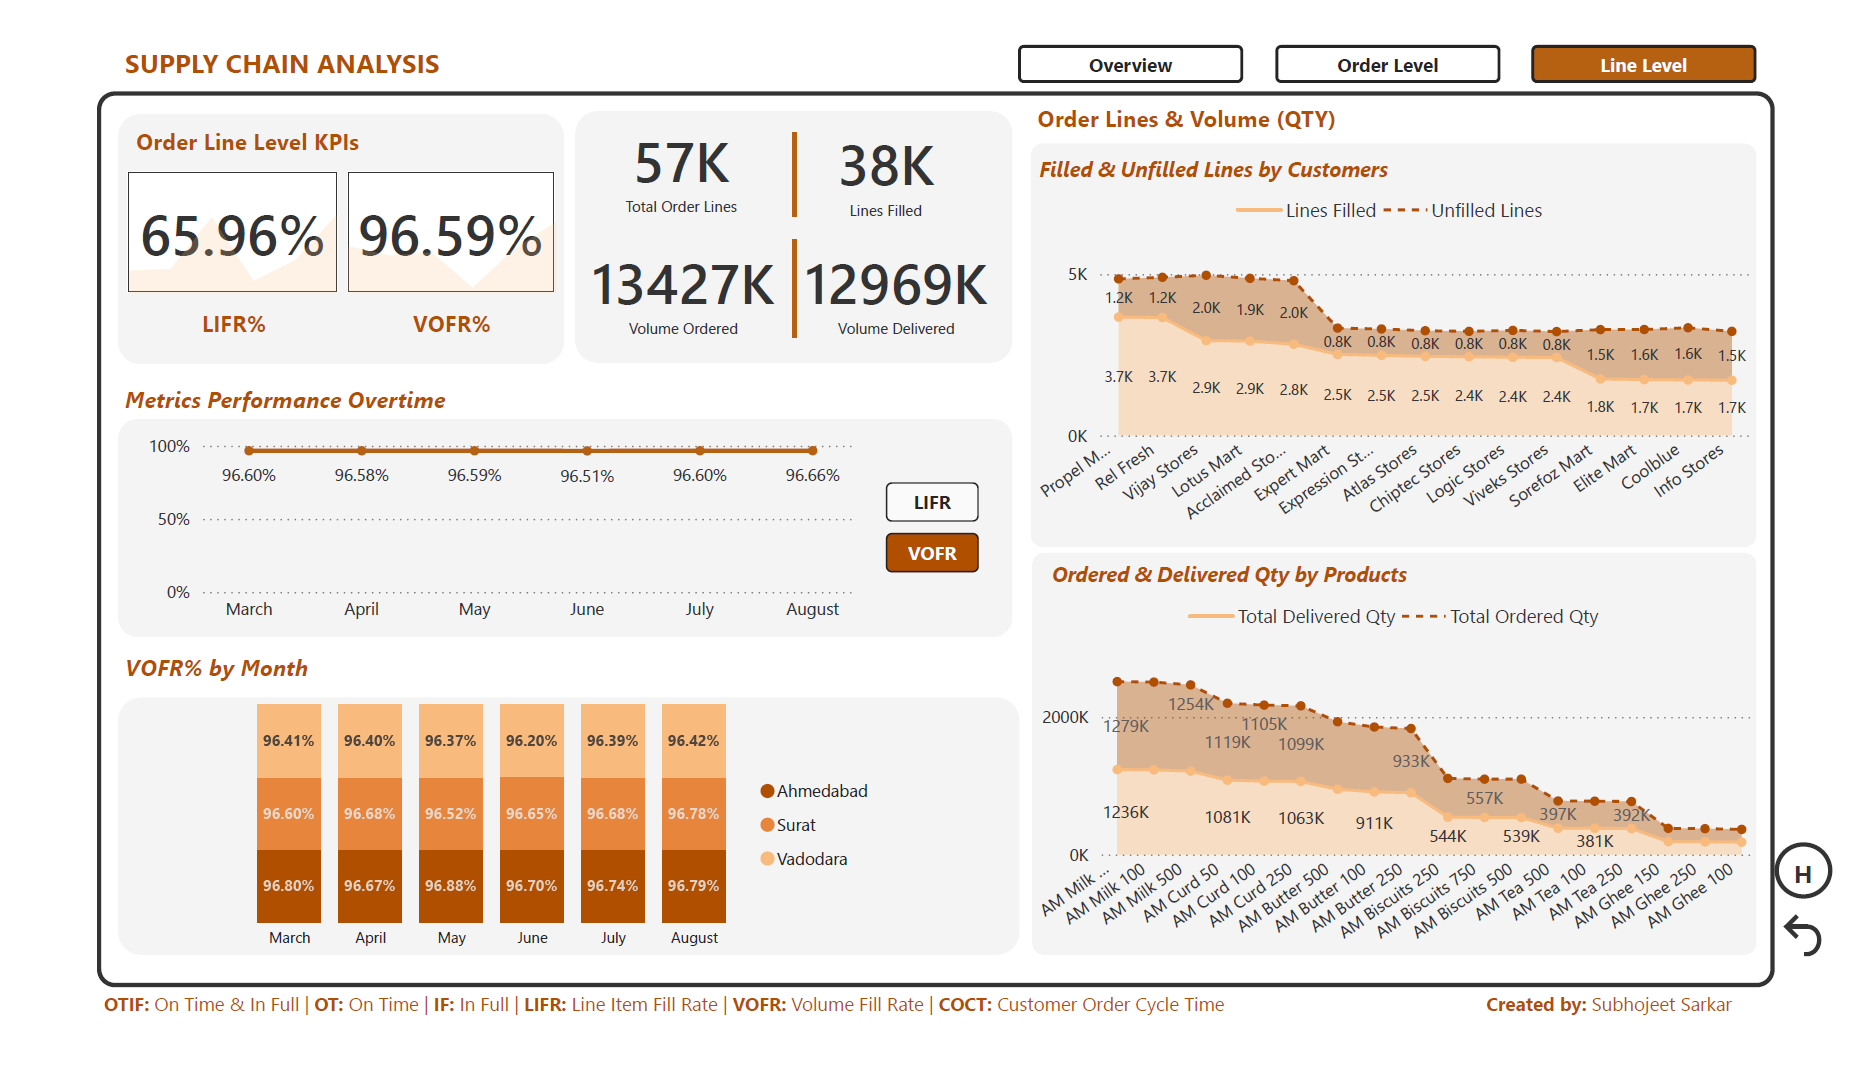 SUPPLY CHAIN ANALYSIS
Overview
Order Level
Line Level
Order Line Level KPIs
65.96%
96.59%
LIFR%
VOFR%
57K
Total Order Lines
38K
Lines Filled
13427K
Volume Ordered
12969K
Volume Delivered
Metrics Performance Overtime
100%
96.60% 96.58% 96.59% 96.51% 96.60% 96.66%
50%
0%
March April May June July August
LIFR
VOFR
VOFR% by Month
96.41% 96.40% 96.37% 96.20% 96.39% 96.42%
96.60% 96.68% 96.52% 96.65% 96.68% 96.78%
96.80% 96.67% 96.88% 96.70% 96.74% 96.79%
March April May June July August
Ahmedabad
Surat
Vadodara
Order Lines & Volume (QTY)
Filled & Unfilled Lines by Customers
Lines Filled Unfilled Lines
5K
1.2K 1.2K 2.0K 1.9K 2.0K 0.8K 0.8K 0.8K 0.8K 0.8K 0.8K 1.5K 1.6K 1.6K 1.5K
3.7K 3.7K 2.9K 2.9K 2.8K 2.5K 2.5K 2.5K 2.4K 2.4K 2.4K 1.8K 1.7K 1.7K 1.7K
0K
Propel M...
Rel Fresh
Vijay Stores
Lotus Mart
Acclaimed Sto...
Expert Mart
Expression St...
Atlas Stores
Chiptec Stores
Logic Stores
Viveks Stores
Sorefoz Mart
Elite Mart
Coolblue
Info Stores
Ordered & Delivered Qty by Products
Total Delivered Qty Total Ordered Qty
2000K
1279K 1254K 1119K 1105K 1099K 933K 557K 397K 392K
1236K 1081K 1063K 911K 544K 539K 381K
0K
AM Milk ...
AM Milk 100
AM Milk 500
AM Curd 50
AM Curd 100
AM Curd 250
AM Butter 500
AM Butter 100
AM Butter 250
AM Biscuits 250
AM Biscuits 750
AM Biscuits 500
AM Tea 500
AM Tea 100
AM Tea 250
AM Ghee 150
AM Ghee 250
AM Ghee 100
H
OTIF: On Time & In Full | OT: On Time | IF: In Full | LIFR: Line Item Fill Rate | VOFR: Volume Fill Rate | COCT: Customer Order Cycle Time
Created by: Subhojeet Sarkar